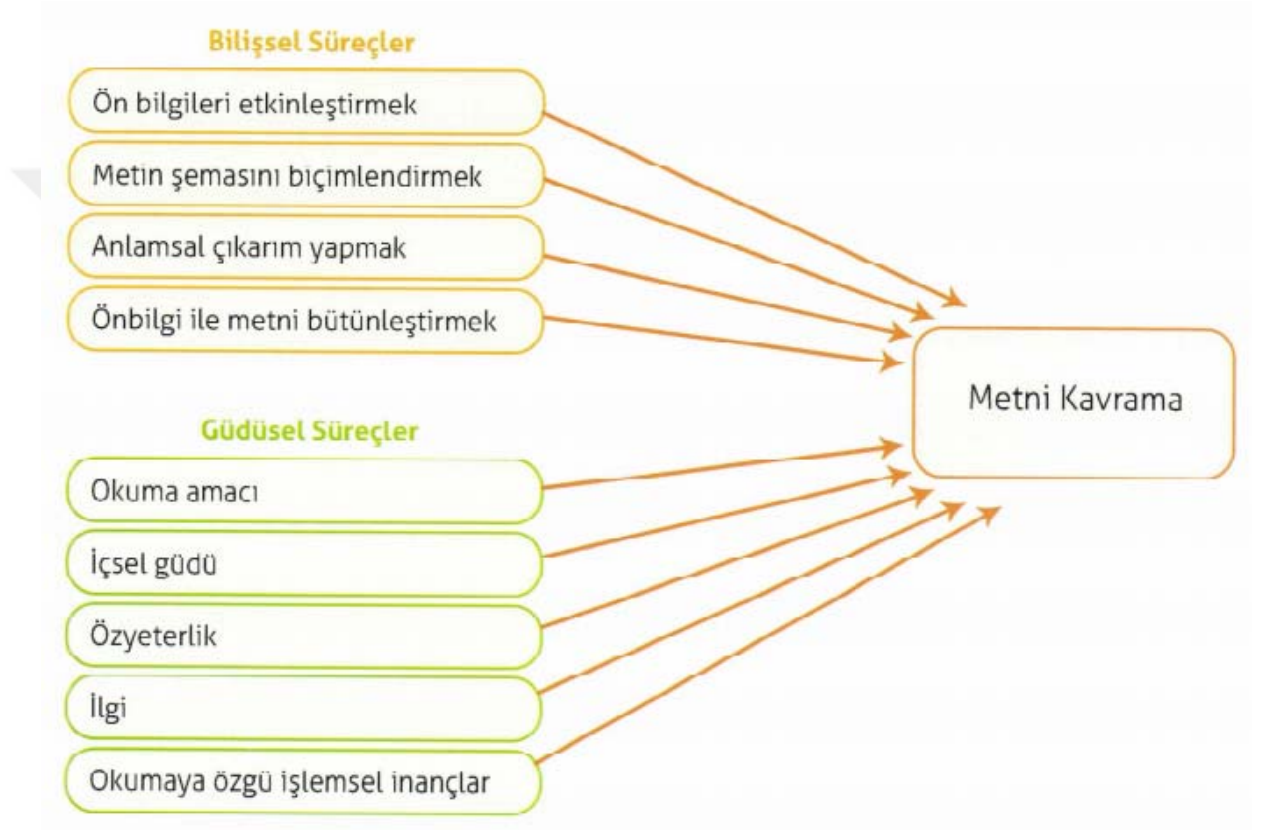 Bilişsel Süreçler
Ön bilgileri etkinleştirmek
Metin şemasını biçimlendirmek
Anlamsal çıkarım yapmak
Önbilgi ile metni bütünleştirmek
Metni Kavrama
Güdüsel Süreçler
Okuma amacı
İçsel güdü
Özyeterlik
İlgi
Okumaya özgü işlemsel inançlar